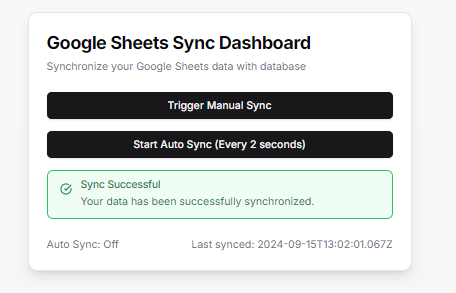 Google Sheets Sync Dashboard
Synchronize your Google Sheets data with database
Trigger Manual Sync
Start Auto Sync (Every 2 seconds)
Sync Successful
Your data has been successfully synchronized.
Auto Sync: Off Last synced: 2024-09-15T13:02:01.067Z